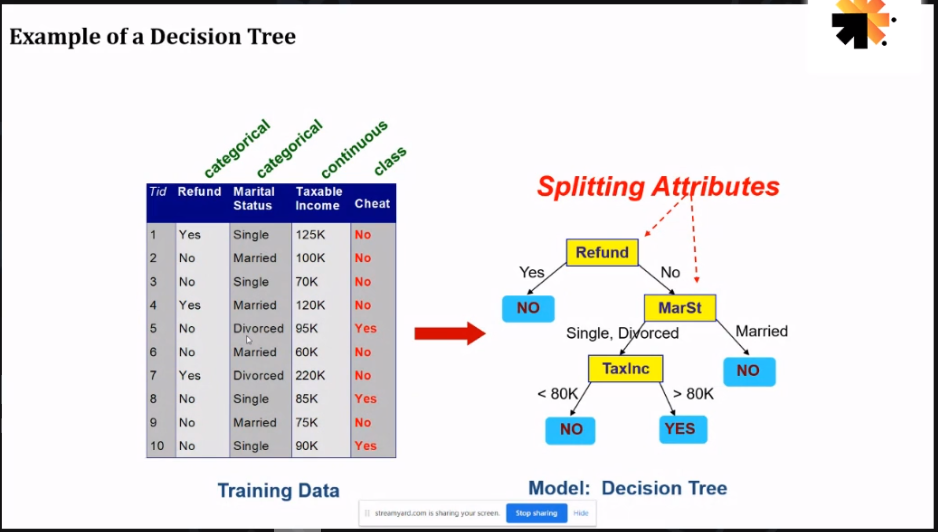 Example of a Decision Tree
categorical
categorical
continuous
class
Tid Refund Marital Status Taxable Income Cheat
1 Yes Single 125K No
2 No Married 100K No
3 No Single 70K No
4 Yes Married 120K No
5 No Divorced 95K Yes
6 No Married 60K No
7 Yes Divorced 220K No
8 No Single 85K Yes
9 No Married 75K No
10 No Single 90K Yes
Training Data
Splitting Attributes
Refund
Yes No
NO MarSt
Single, Divorced Married
TaxInc NO
< 80K > 80K
NO YES
Model: Decision Tree
streamyard.com is sharing your screen. Stop sharing Hide